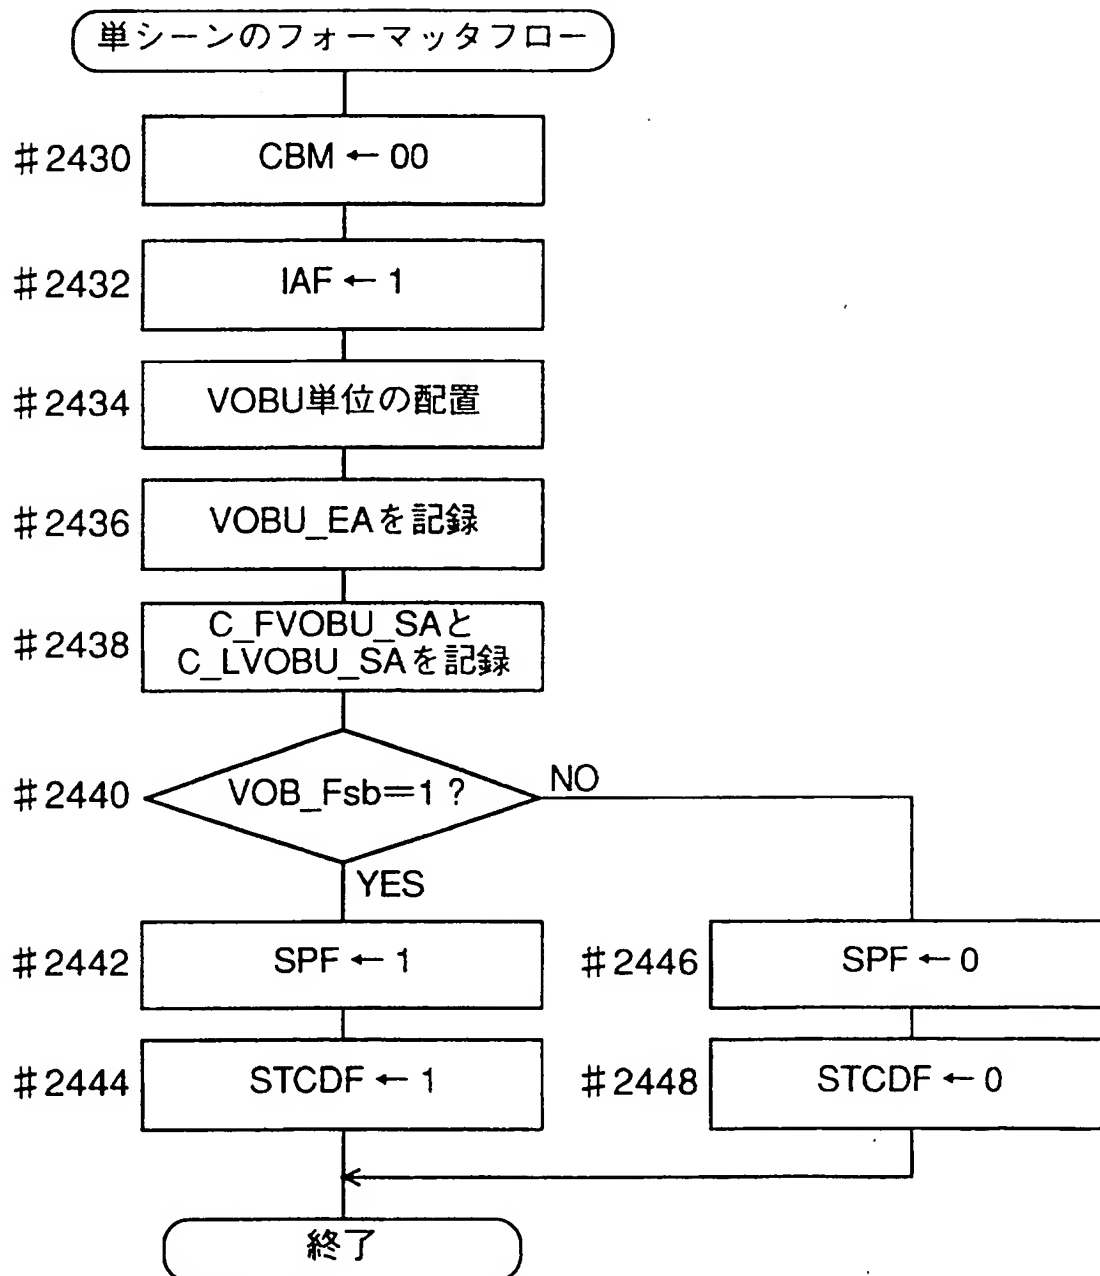 単シーンのフォーマッタフロー
#2430
CBM ← 00
#2432
IAF ← 1
#2434
VOBU単位の配置
#2436
VOBU_EAを記録
#2438
C_FVOBU_SAと
C_LVOBU_SAを記録
#2440
VOB_Fsb=1?
NO
YES
#2442
SPF ← 1
#2446
SPF ← 0
#2444
STCDF ← 1
#2448
STCDF ← 0
終了